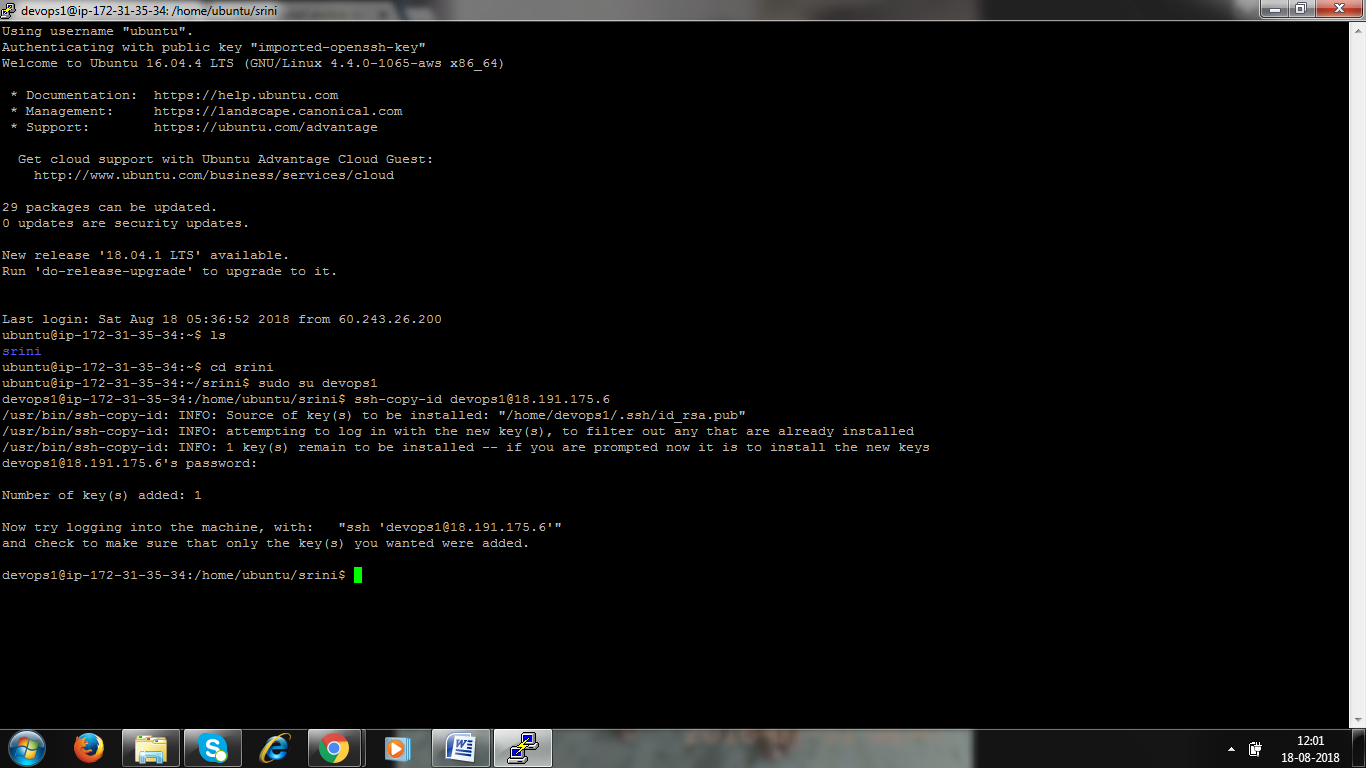 devops1@ip-172-31-35-34: /home/ubuntu/srini
Using username "ubuntu".
Authenticating with public key "imported-openssh-key"
Welcome to Ubuntu 16.04.4 LTS (GNU/Linux 4.4.0-1065-aws x86_64)
* Documentation:  https://help.ubuntu.com
* Management:     https://landscape.canonical.com
* Support:        https://ubuntu.com/advantage
Get cloud support with Ubuntu Advantage Cloud Guest:
http://www.ubuntu.com/business/services/cloud
29 packages can be updated.
0 updates are security updates.
New release '18.04.1 LTS' available.
Run 'do-release-upgrade' to upgrade to it.
Last login: Sat Aug 18 05:36:52 2018 from 60.243.26.200
ubuntu@ip-172-31-35-34:~$ ls
srini
ubuntu@ip-172-31-35-34:~$ cd srini
ubuntu@ip-172-31-35-34:~/srini$ sudo su devops1
devops1@ip-172-31-35-34:/home/ubuntu/srini$ ssh-copy-id devops1@18.191.175.6
/usr/bin/ssh-copy-id: INFO: Source of key(s) to be installed: "/home/devops1/.ssh/id_rsa.pub"
/usr/bin/ssh-copy-id: INFO: attempting to log in with the new key(s), to filter out any that are already installed
/usr/bin/ssh-copy-id: INFO: 1 key(s) remain to be installed -- if you are prompted now it is to install the new keys
devops1@18.191.175.6's password:
Number of key(s) added: 1
Now try logging into the machine, with:   "ssh 'devops1@18.191.175.6'"
and check to make sure that only the key(s) you wanted were added.
devops1@ip-172-31-35-34:/home/ubuntu/srini$
12:01
18-08-2018